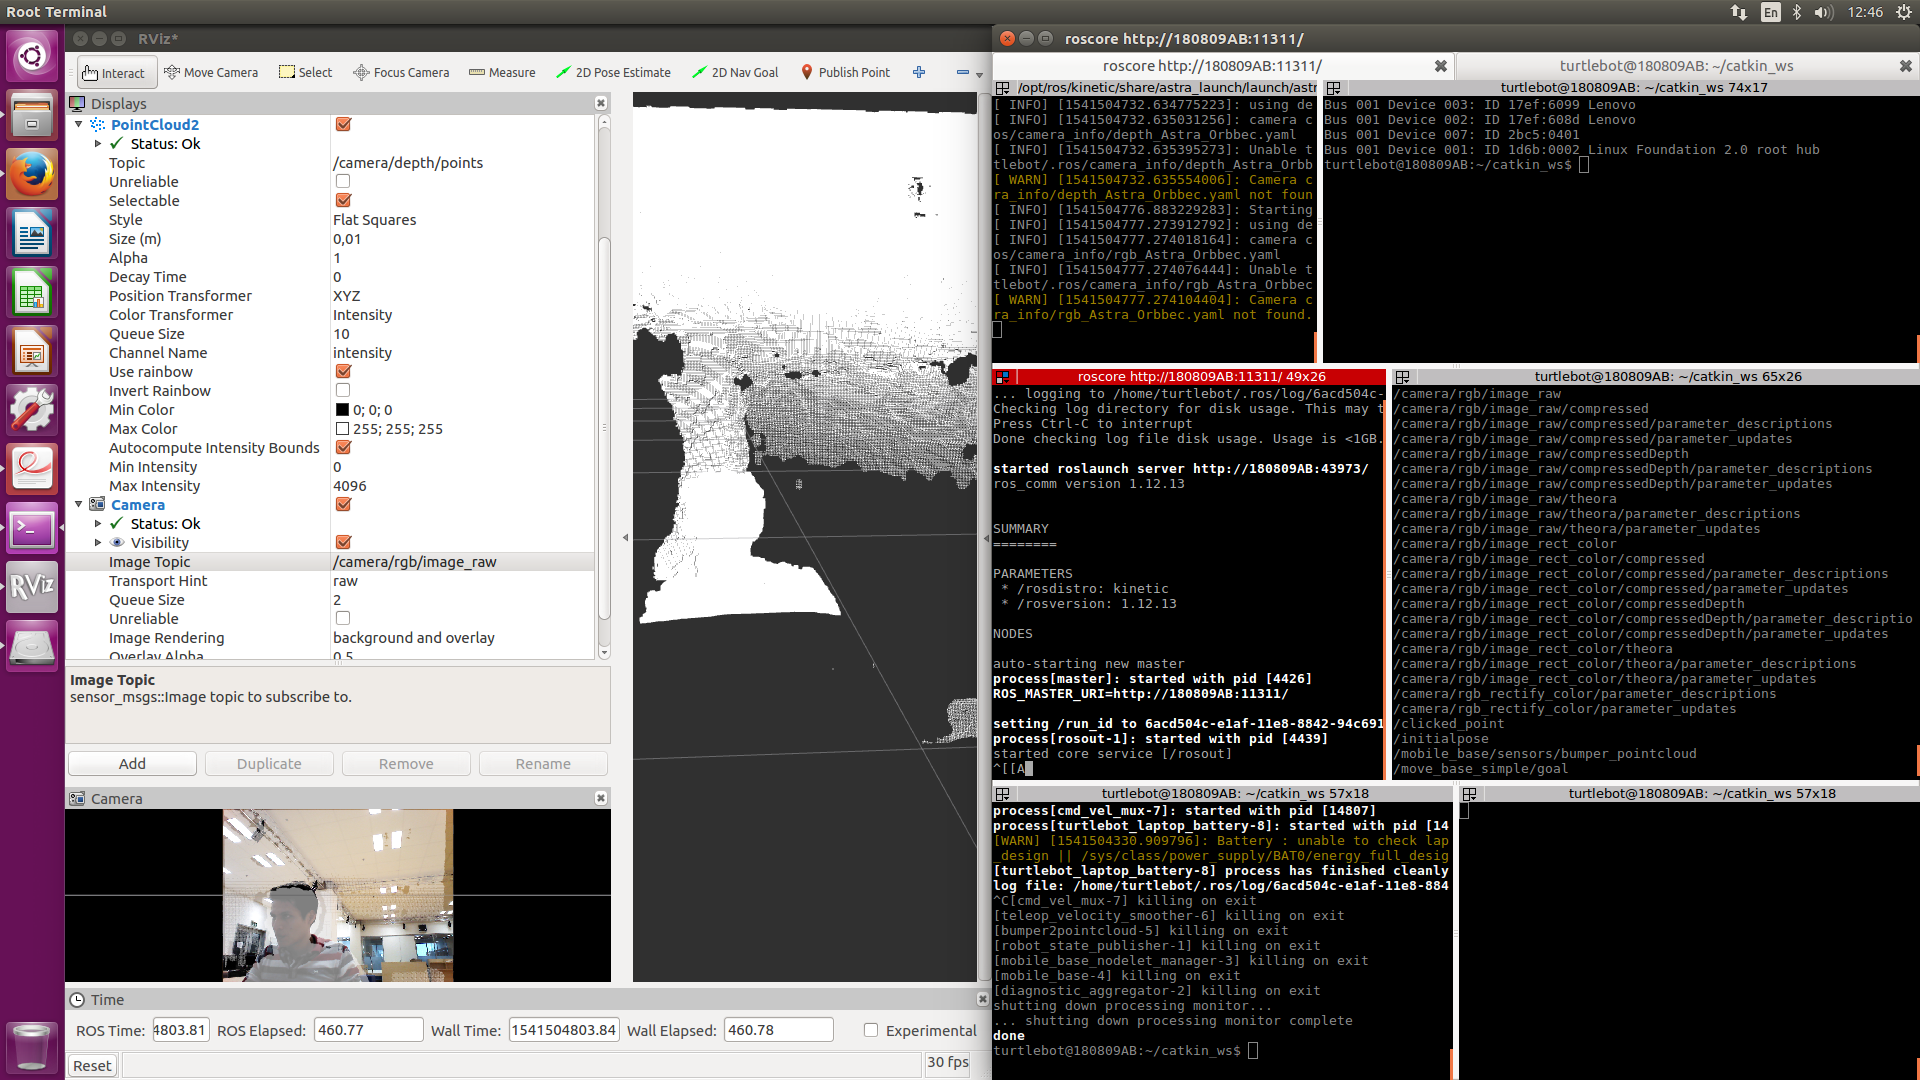 Root Terminal
En
12:46
RViz*
Interact
Move Camera
Select
Focus Camera
Measure
2D Pose Estimate
2D Nav Goal
Publish Point
Displays
PointCloud2
Status: Ok
Topic /camera/depth/points
Unreliable
Selectable
Style Flat Squares
Size (m) 0,01
Alpha 1
Decay Time 0
Position Transformer XYZ
Color Transformer Intensity
Queue Size 10
Channel Name intensity
Use rainbow
Invert Rainbow
Min Color 0; 0; 0
Max Color 255; 255; 255
Autocompute Intensity Bounds
Min Intensity 0
Max Intensity 4096
Camera
Status: Ok
Visibility
Image Topic /camera/rgb/image_raw
Transport Hint raw
Queue Size 2
Unreliable
Image Rendering background and overlay
Overlay Alpha 0.5
Image Topic
sensor_msgs::Image topic to subscribe to.
Add
Duplicate
Remove
Rename
Camera
Time
ROS Time: 4803.81 ROS Elapsed: 460.77 Wall Time: 1541504803.84 Wall Elapsed: 460.78 Experimental
Reset
30 fps
RViz
roscore http://180809AB:11311/
roscore http://180809AB:11311/
turtlebot@180809AB: ~/catkin_ws
/opt/ros/kinetic/share/astra_launch/launch/astr
[ INFO] [1541504732.634775223]: using de
[ INFO] [1541504732.635031256]: camera c
os/camera_info/depth_Astra_Orbbec.yaml
[ INFO] [1541504732.635395273]: Unable t
tlebot/.ros/camera_info/depth_Astra_Orbb
[ WARN] [1541504732.635554006]: Camera c
ra_info/depth_Astra_Orbbec.yaml not foun
[ INFO] [1541504776.883229283]: Starting
[ INFO] [1541504777.273912792]: using de
[ INFO] [1541504777.274018164]: camera c
os/camera_info/rgb_Astra_Orbbec.yaml
[ INFO] [1541504777.274076444]: Unable t
tlebot/.ros/camera_info/rgb_Astra_Orbbec
[ WARN] [1541504777.274104404]: Camera c
ra_info/rgb_Astra_Orbbec.yaml not found.
turtlebot@180809AB: ~/catkin_ws 74x17
Bus 001 Device 003: ID 17ef:6099 Lenovo
Bus 001 Device 002: ID 17ef:608d Lenovo
Bus 001 Device 007: ID 2bc5:0401
Bus 001 Device 001: ID 1d6b:0002 Linux Foundation 2.0 root hub
turtlebot@180809AB:~/catkin_ws$
roscore http://180809AB:11311/ 49x26
... logging to /home/turtlebot/.ros/log/6acd504c-
Checking log directory for disk usage. This may t
Press Ctrl-C to interrupt
Done checking log file disk usage. Usage is <1GB.
started roslaunch server http://180809AB:43973/
ros_comm version 1.12.13
SUMMARY
========
PARAMETERS
* /rosdistro: kinetic
* /rosversion: 1.12.13
NODES
auto-starting new master
process[master]: started with pid [4426]
ROS_MASTER_URI=http://180809AB:11311/
setting /run_id to 6acd504c-e1af-11e8-8842-94c691
process[rosout-1]: started with pid [4439]
started core service [/rosout]
^[[A
turtlebot@180809AB: ~/catkin_ws 65x26
/camera/rgb/image_raw
/camera/rgb/image_raw/compressed
/camera/rgb/image_raw/compressed/parameter_descriptions
/camera/rgb/image_raw/compressed/parameter_updates
/camera/rgb/image_raw/compressedDepth
/camera/rgb/image_raw/compressedDepth/parameter_descriptions
/camera/rgb/image_raw/compressedDepth/parameter_updates
/camera/rgb/image_raw/theora
/camera/rgb/image_raw/theora/parameter_descriptions
/camera/rgb/image_raw/theora/parameter_updates
/camera/rgb/image_rect_color
/camera/rgb/image_rect_color/compressed
/camera/rgb/image_rect_color/compressed/parameter_descriptions
/camera/rgb/image_rect_color/compressed/parameter_updates
/camera/rgb/image_rect_color/compressedDepth
/camera/rgb/image_rect_color/compressedDepth/parameter_descriptio
/camera/rgb/image_rect_color/compressedDepth/parameter_updates
/camera/rgb/image_rect_color/theora
/camera/rgb/image_rect_color/theora/parameter_descriptions
/camera/rgb/image_rect_color/theora/parameter_updates
/camera/rgb_rectify_color/parameter_descriptions
/camera/rgb_rectify_color/parameter_updates
/clicked_point
/initialpose
/mobile_base/sensors/bumper_pointcloud
/move_base_simple/goal
turtlebot@180809AB: ~/catkin_ws 57x18
process[cmd_vel_mux-7]: started with pid [14807]
process[turtlebot_laptop_battery-8]: started with pid [14
[WARN] [1541504330.909796]: Battery : unable to check lap
_design || /sys/class/power_supply/BAT0/energy_full_desig
[turtlebot_laptop_battery-8] process has finished cleanly
log file: /home/turtlebot/.ros/log/6acd504c-e1af-11e8-884
^C[cmd_vel_mux-7] killing on exit
[teleop_velocity_smoother-6] killing on exit
[bumper2pointcloud-5] killing on exit
[robot_state_publisher-1] killing on exit
[mobile_base_nodelet_manager-3] killing on exit
[mobile_base-4] killing on exit
[diagnostic_aggregator-2] killing on exit
shutting down processing monitor...
... shutting down processing monitor complete
done
turtlebot@180809AB:~/catkin_ws$
turtlebot@180809AB: ~/catkin_ws 57x18